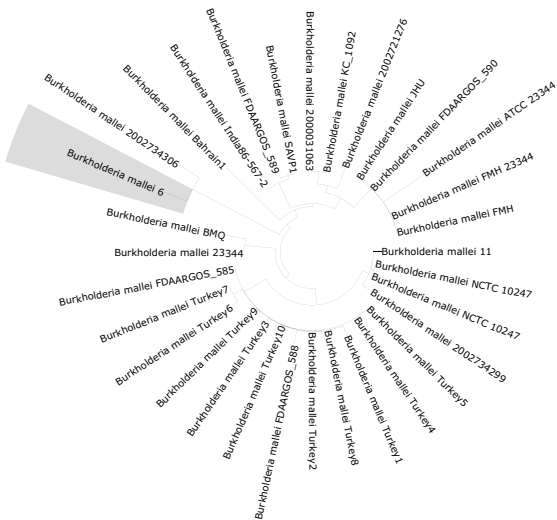 Burkholderia mallei 2000031063
Burkholderia mallei KC_1092
Burkholderia mallei 2002721276
Burkholderia mallei JHU
Burkholderia mallei FDAARGOS_590
Burkholderia mallei ATCC 23344
Burkholderia mallei FMH 23344
Burkholderia mallei FMH
Burkholderia mallei 11
Burkholderia mallei NCTC 10247
Burkholderia mallei NCTC 10247
Burkholderia mallei 2002734299
Burkholderia mallei Turkey5
Burkholderia mallei Turkey4
Burkholderia mallei Turkey1
Burkholderia mallei Turkey8
Burkholderia mallei Turkey2
Burkholderia mallei FDAARGOS_588
Burkholderia mallei Turkey10
Burkholderia mallei Turkey3
Burkholderia mallei Turkey9
Burkholderia mallei Turkey6
Burkholderia mallei Turkey7
Burkholderia mallei FDAARGOS_585
Burkholderia mallei 23344
Burkholderia mallei BMQ
Burkholderia mallei 6
Burkholderia mallei 2002734306
Burkholderia mallei Bahrain1
Burkholderia mallei India86-567-2
Burkholderia mallei FDAARGOS_589
Burkholderia mallei SAVP1